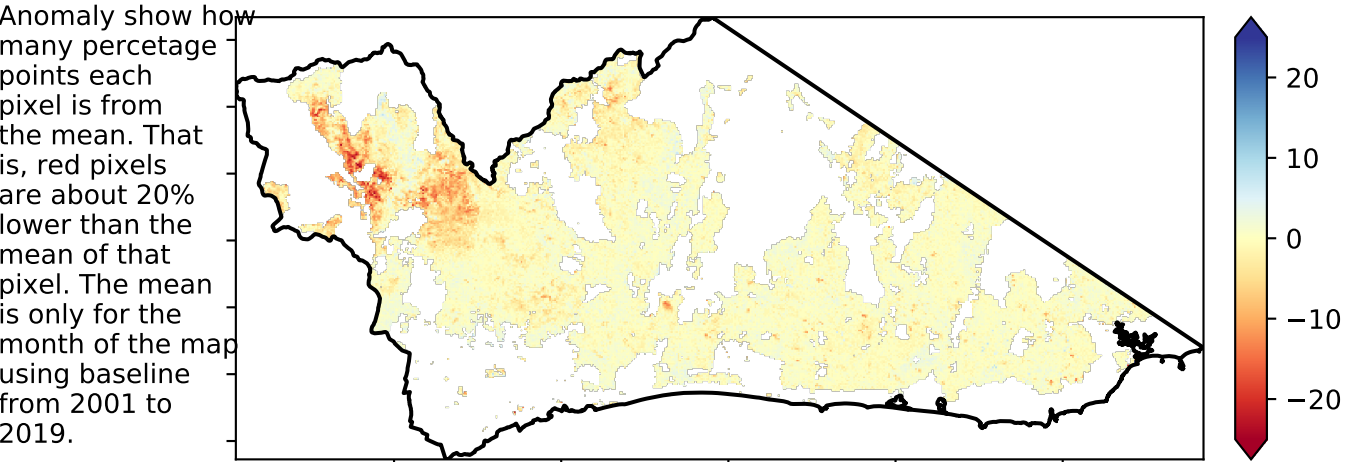 Anomaly show how
many percetage
points each
pixel is from
the mean. That
is, red pixels
are about 20%
lower than the
mean of that
pixel. The mean
is only for the
month of the map
using baseline
from 2001 to
2019.
20
10
0
−10
−20